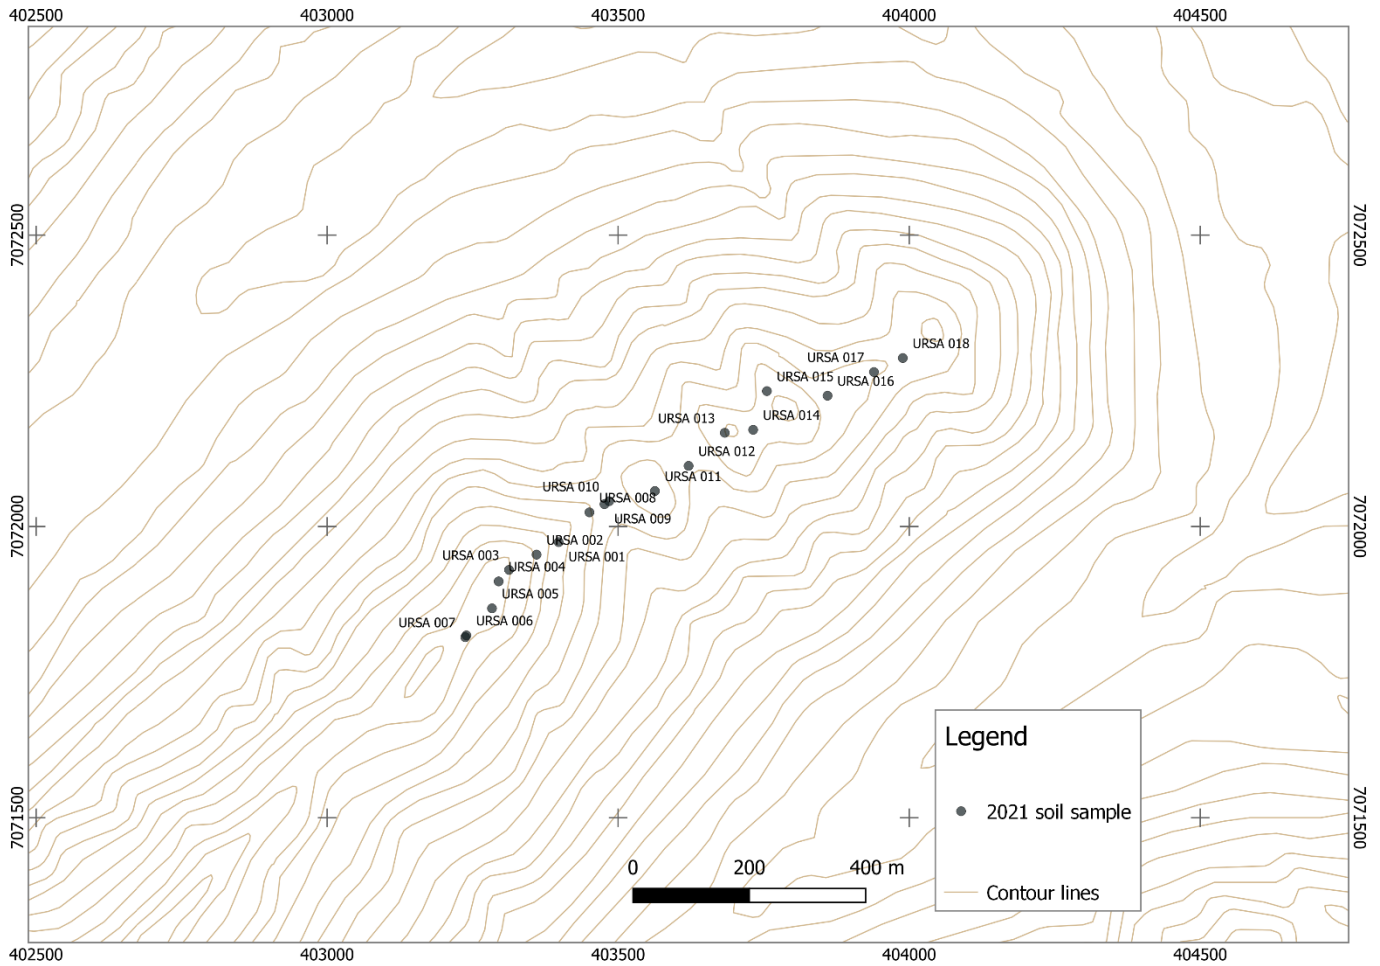 402500 403000 403500 404000 404500
7072500 7072500
URSA 018
URSA 017
URSA 015 URSA 016
URSA 013 URSA 014
URSA 012
URSA 011
URSA 010 URSA 008
URSA 009
7072000 7072000
URSA 002
URSA 003 URSA 001
URSA 004
URSA 005
URSA 007 URSA 006
Legend
2021 soil sample
Contour lines
7071500 7071500
0 200 400 m
402500 403000 403500 404000 404500